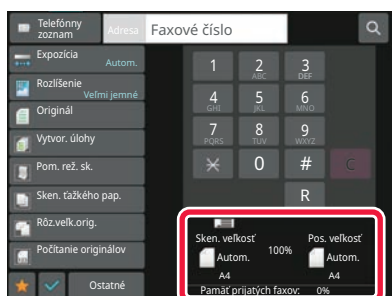 Telefónny zoznam
Adresa
Faxové číslo
Expozícia
Autom.
Rozlíšenie
Veľmi jemné
Originál
Vytvor. úlohy
Pom. rež. sk.
Sken. ťažkého pap.
Rôz.veľk.orig.
Počítanie originálov
Ostatné
1
2
ABC
3
DEF
4
GHI
5
JKL
6
MNO
7
PQRS
8
TUV
9
WXYZ
0
#
C
R
Sken. veľkosť
100%
Pos. veľkosť
Autom.
Autom.
A4
A4
Pamäť prijatých faxov: 0%